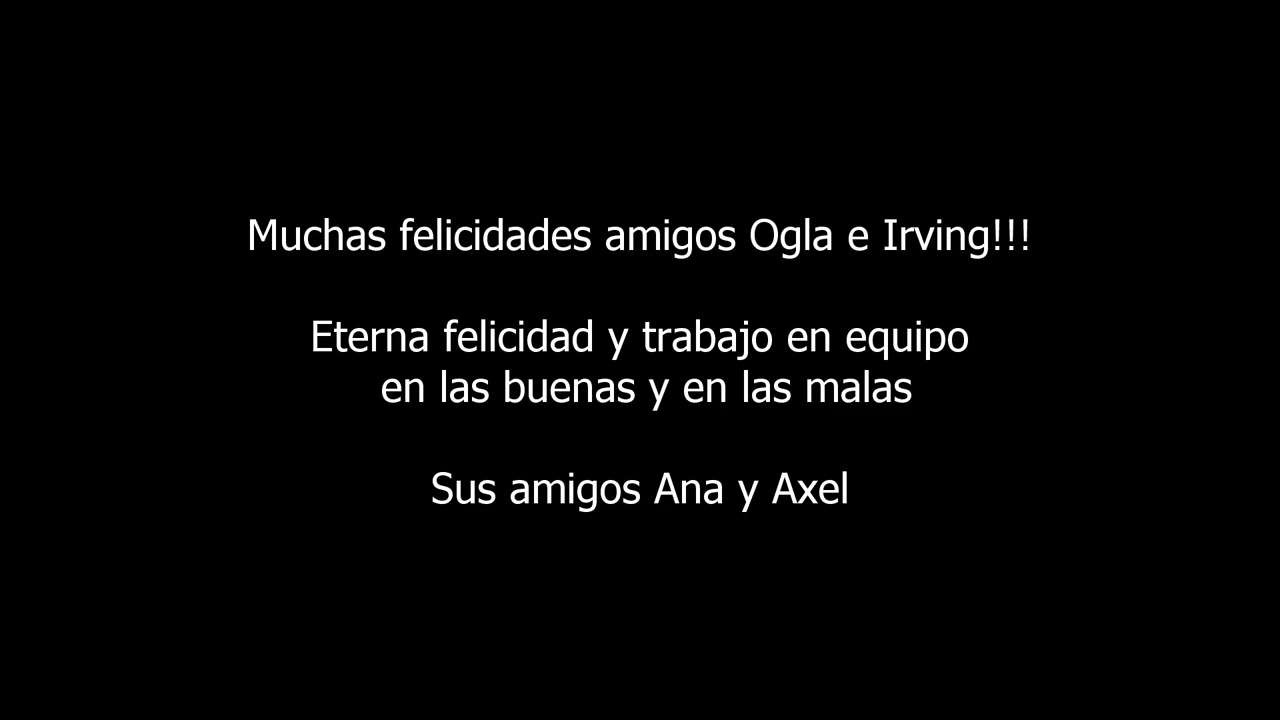 Muchas felicidades amigos Ogla e Irving!!!
Eterna felicidad y trabajo en equipo
en las buenas y en las malas
Sus amigos Ana y Axel